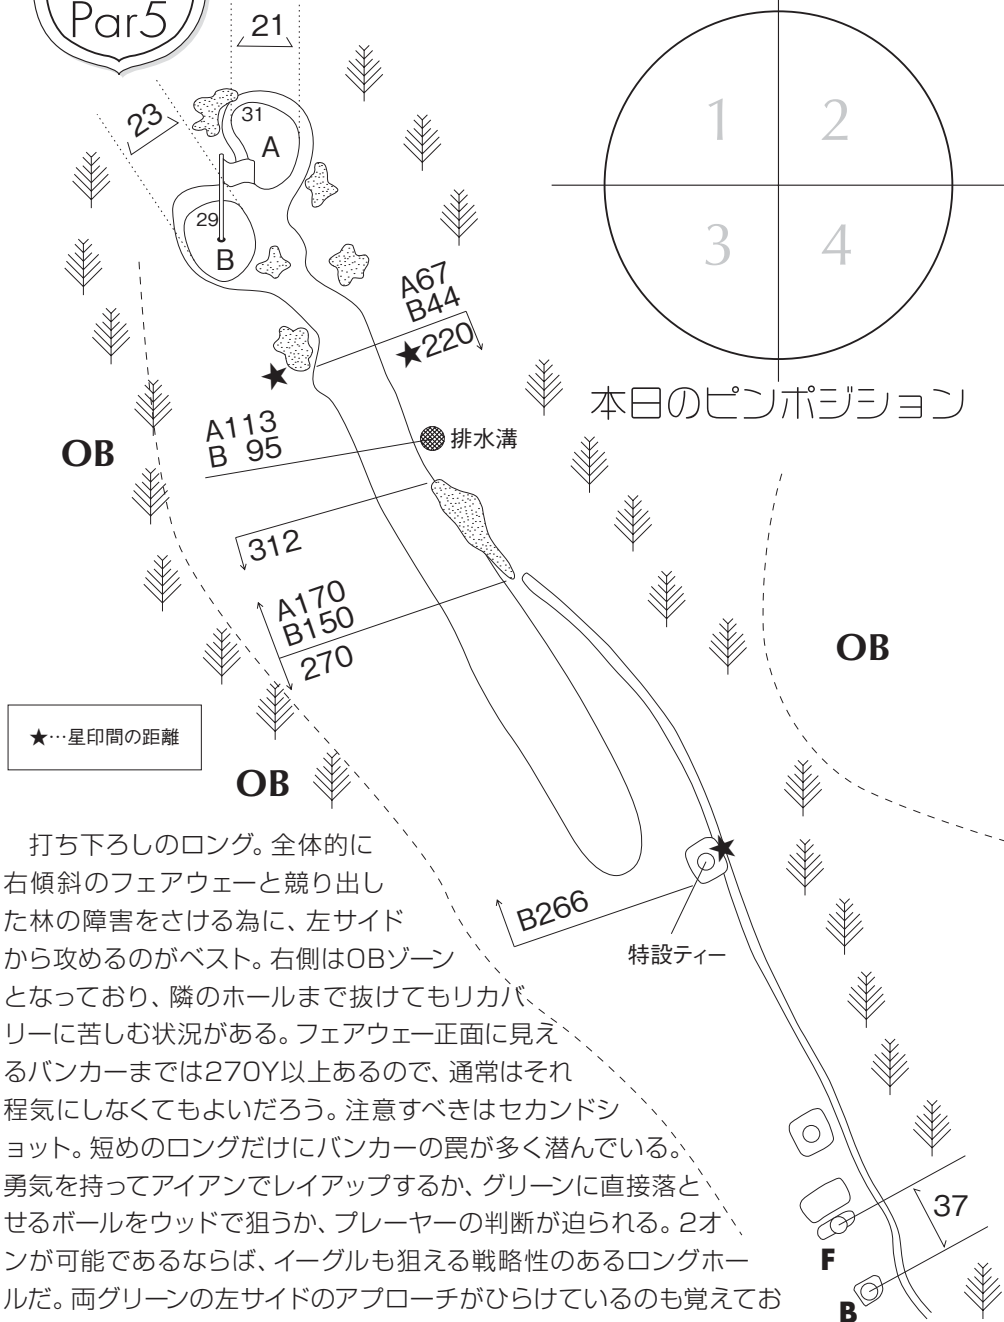 Par5
21
23
31
A
29
B
1
2
3
4
本日のピンポジション
A67
B44
★220
★
A113
B 95
排水溝
OB
312
A170
B150
270
OB
★…星印間の距離
OB
★
B266
特設ティー
打ち下ろしのロング。全体的に
右傾斜のフェアウェーと競り出し
た林の障害をさける為に、左サイド
から攻めるのがベスト。右側はOBゾーン
となっており、隣のホールまで抜けてもリカバ
リーに苦しむ状況がある。フェアウェー正面に見え
るバンカーまでは270Y以上あるので、通常はそれ
程気にしなくてもよいだろう。注意すべきはセカンドシ
ョット。短めのロングだけにバンカーの罠が多く潜んでいる。
勇気を持ってアイアンでレイアップするか、グリーンに直接落と
せるボールをウッドで狙うか、プレーヤーの判断が迫られる。2オ
ンが可能であるならば、イーグルも狙える戦略性のあるロングホー
ルだ。両グリーンの左サイドのアプローチがひらけているのも覚えてお
37
F
B